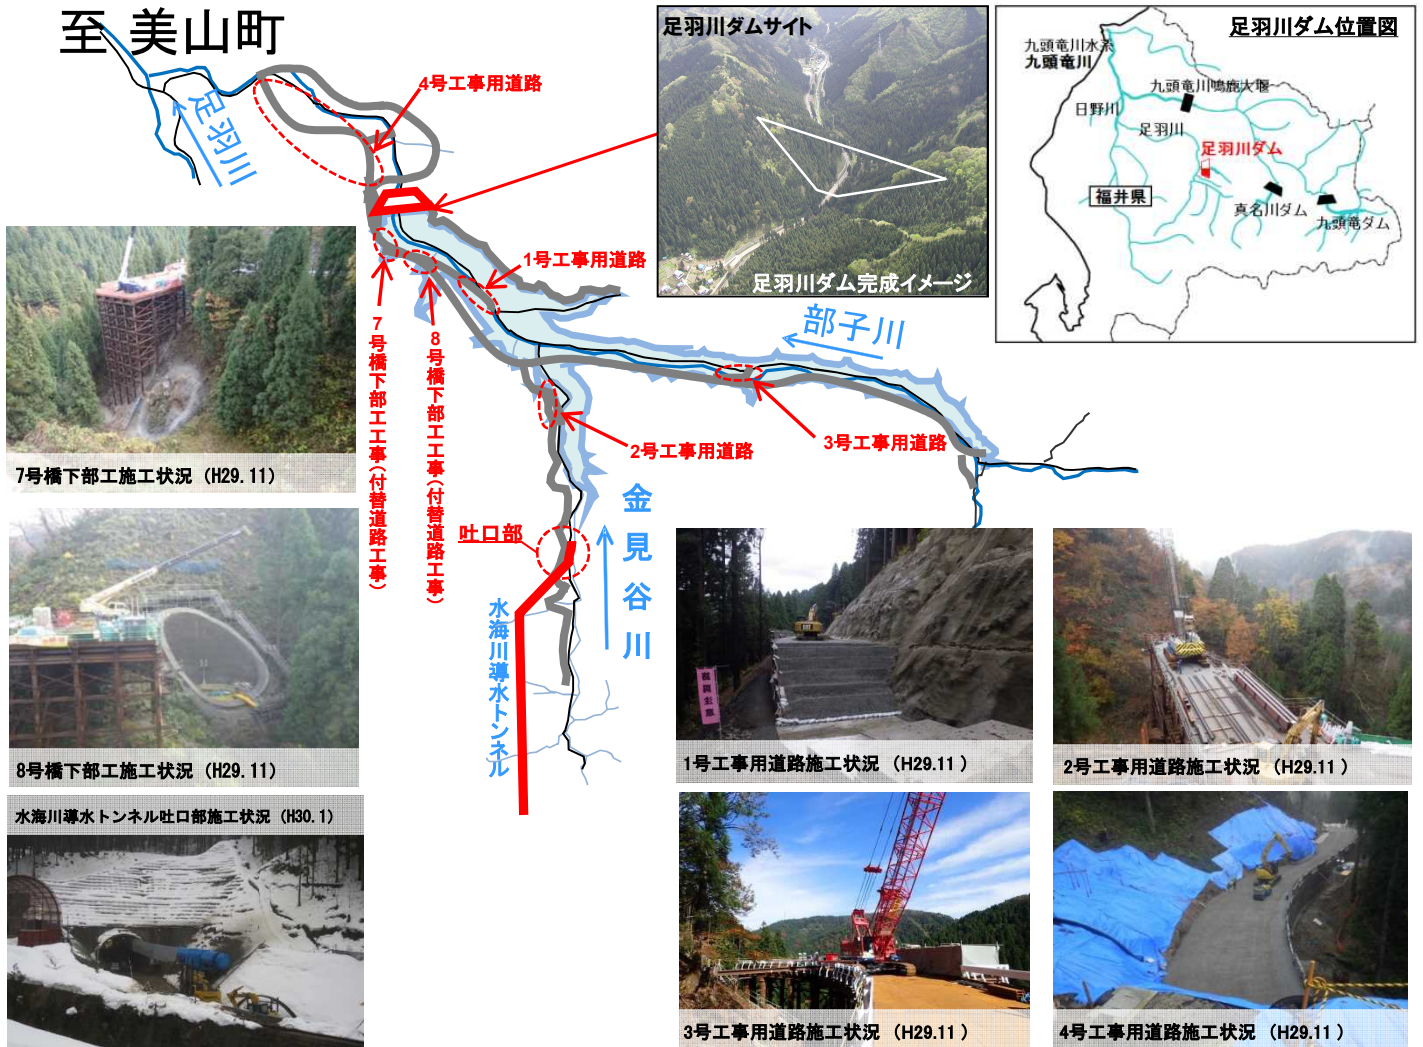 至 美山町
足羽川
4号工事用道路
足羽川ダムサイト
足羽川ダム完成イメージ
足羽川ダム位置図
九頭竜川水系
九頭竜川
九頭竜川鳴鹿大堰
日野川
足羽川
足羽川ダム
福井県
真名川ダム
九頭竜ダム
1号工事用道路
部子川
7号橋下部工工事(付替道路工事)
8号橋下部工工事(付替道路工事)
2号工事用道路
3号工事用道路
7号橋下部工施工状況 (H29.11)
吐口部
金見谷川
水海川導水トンネル
8号橋下部工施工状況 (H29.11)
1号工事用道路施工状況 (H29.11 )
2号工事用道路施工状況 (H29.11 )
水海川導水トンネル吐口部施工状況 (H30.1)
3号工事用道路施工状況 (H29.11 )
4号工事用道路施工状況 (H29.11 )